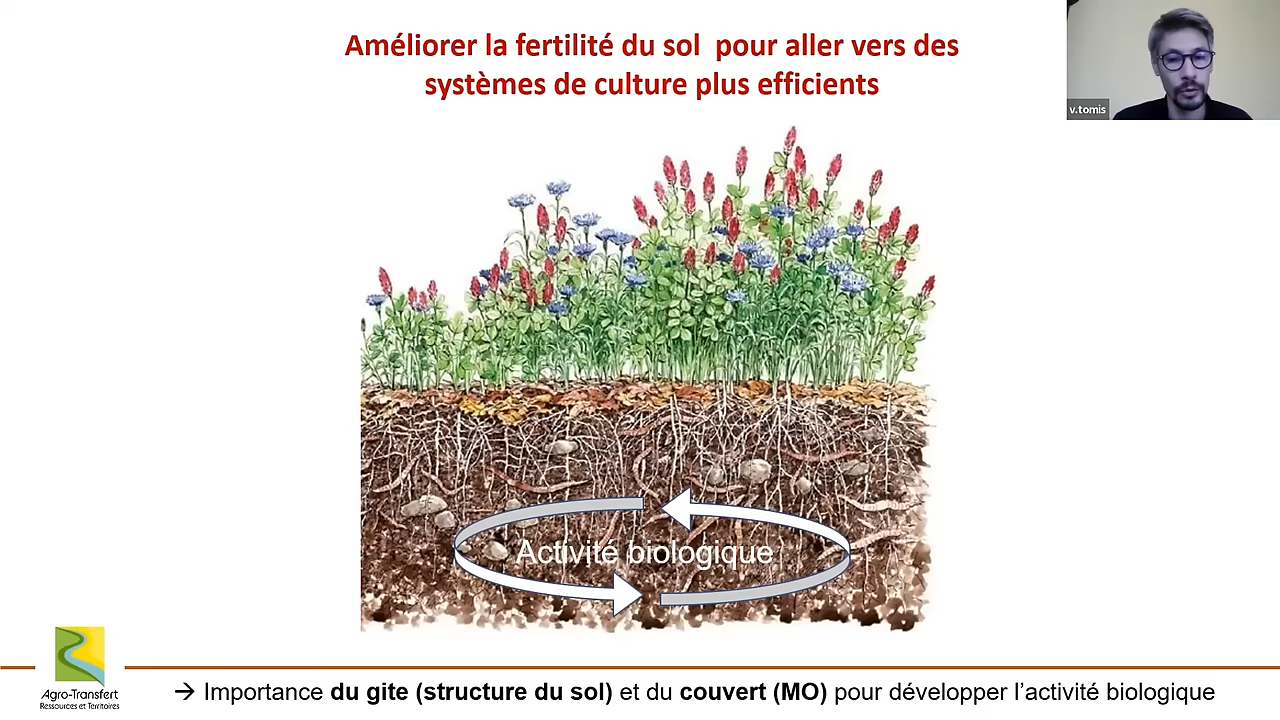 Améliorer la fertilité du sol pour aller vers des
systèmes de culture plus efficients
v.tomis
Activité biologique
Agro-Transfert
Ressources et Territoires
→ Importance du gite (structure du sol) et du couvert (MO) pour développer l'activité biologique